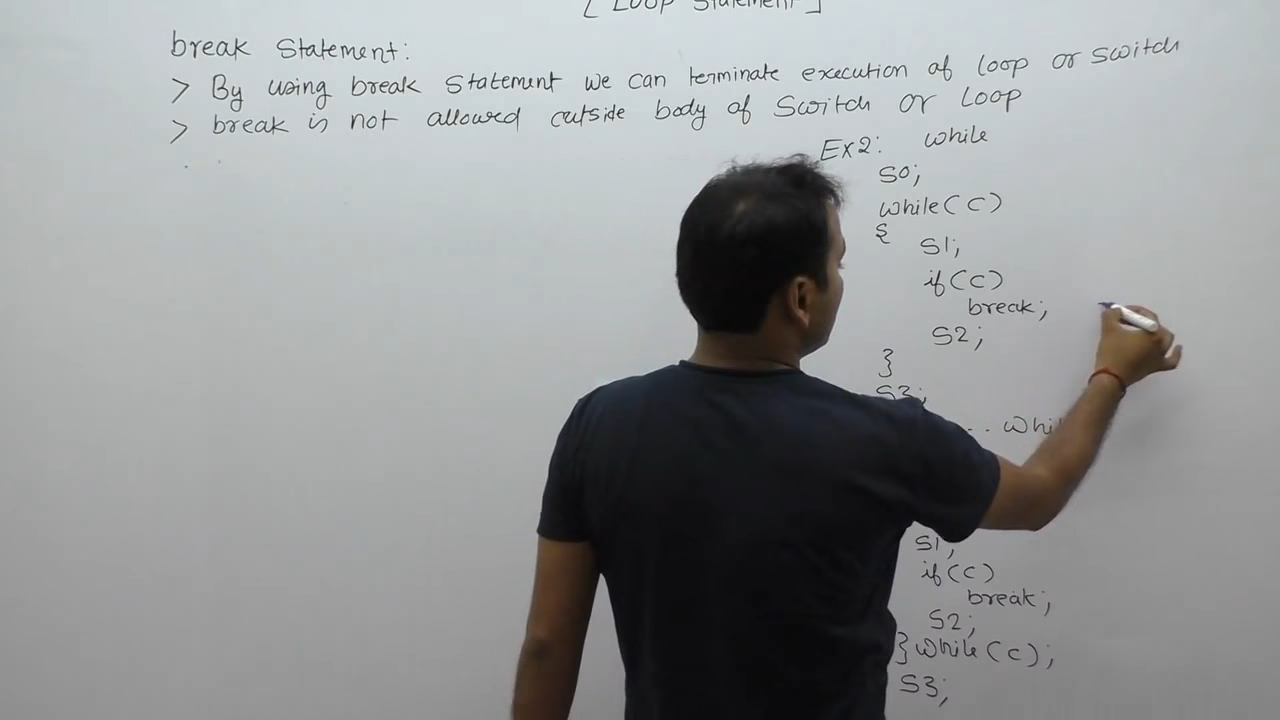 [ Loop Statement ]
break Statement:
> By using break Statement we can terminate execution of loop or switch
> break is not allowed outside body of Switch or Loop
Ex2: while
S0;
while(C)
{
S1;
if(C)
break;
S2;
}
S3;
S1;
if(C)
break;
S2;
}while(C);
S3;